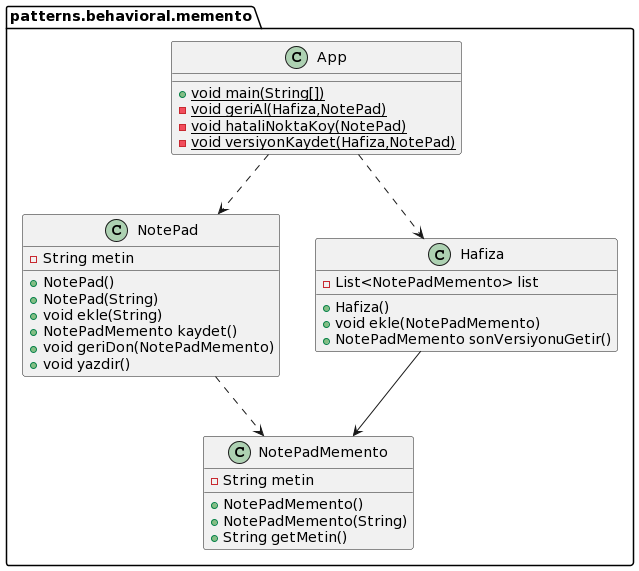 patterns.behavioral.memento
C App
void main(String[])
void geriAl(Hafiza,NotePad)
void hataliNoktaKoy(NotePad)
void versiyonKaydet(Hafiza,NotePad)
C NotePad
String metin
NotePad()
NotePad(String)
void ekle(String)
NotePadMemento kaydet()
void geriDon(NotePadMemento)
void yazdir()
C Hafiza
List<NotePadMemento> list
Hafiza()
void ekle(NotePadMemento)
NotePadMemento sonVersiyonuGetir()
C NotePadMemento
String metin
NotePadMemento()
NotePadMemento(String)
String getMetin()